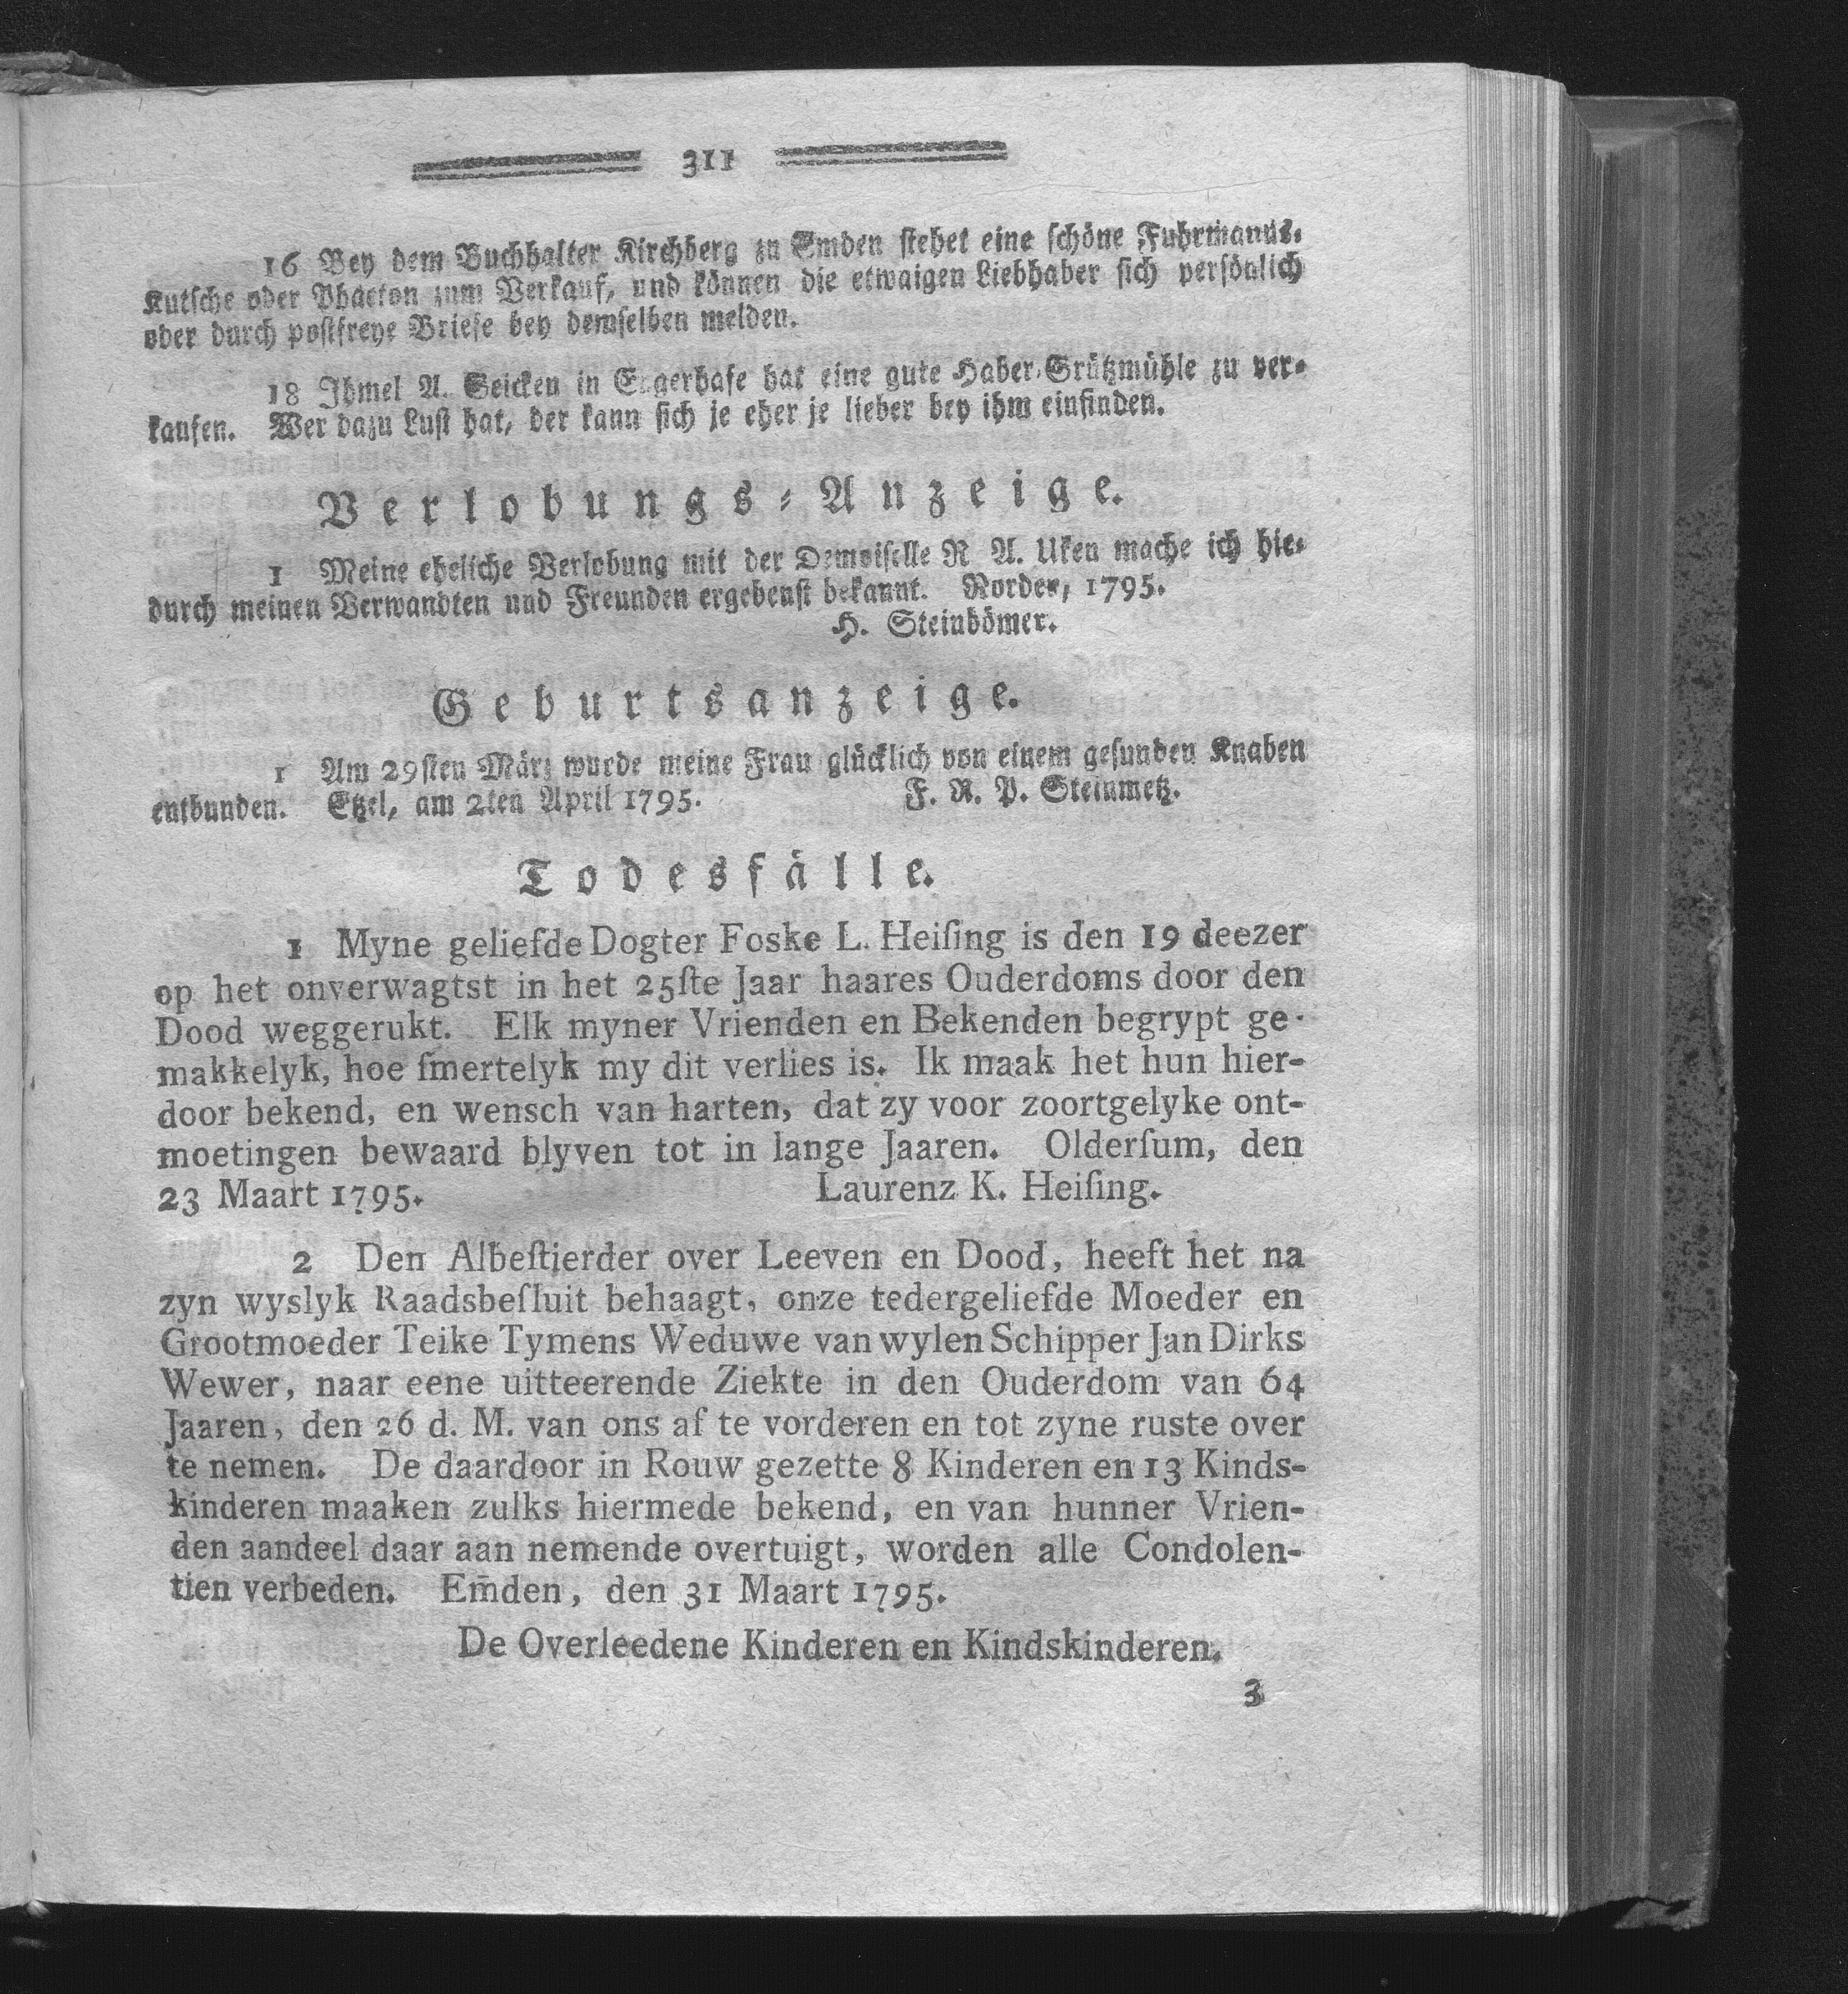 311
16 Bey dem Buchhalter Kirchberg zu Emden stehet eine schöne Fuhrmanns-
Kutsche oder Phaeton zum Verkauf, und können die etwaigen Liebhaber sich persönlich
oder durch postfreye Briefe bey demselben melden.
18 Ihmel A. Seicken in Engerhafe hat eine gute Haber-Grützmühle zu ver-
kaufen. Wer dazu Lust hat, der kann sich je eher je lieber bey ihm einfinden.
Verlobungs-Anzeige.
1 Meine eheliche Verlobung mit der Demoiselle R A. Uken mache ich hie-
durch meinen Verwandten und Freunden ergebenst bekannt. Norden, 1795.
H. Steinbömer.
Geburtsanzeige.
1 Am 29sten März wurde meine Frau glücklich von einem gesunden Knaben
entbunden. Etzel, am 2ten April 1795. F. R. P. Steinmetz.
Todesfälle.
1 Myne geliefde Dogter Foske L. Heiſing is den 19 deezer
op het onverwagtst in het 25ſte Jaar haares Ouderdoms door den
Dood weggerukt. Elk myner Vrienden en Bekenden begrypt ge-
makkelyk, hoe ſmertelyk my dit verlies is. Ik maak het hun hier-
door bekend, en wensch van harten, dat zy voor zoortgelyke ont-
moetingen bewaard blyven tot in lange Jaaren. Olderſum, den
23 Maart 1795. Laurenz K. Heiſing.
2 Den Albeſtierder over Leeven en Dood, heeft het na
zyn wyslyk Raadsbeſluit behaagt, onze tedergeliefde Moeder en
Grootmoeder Teike Tymens Weduwe van wylen Schipper Jan Dirks
Wewer, naar eene uitteerende Ziekte in den Ouderdom van 64
Jaaren, den 26 d. M. van ons af te vorderen en tot zyne ruste over
te nemen. De daardoor in Rouw gezette 8 Kinderen en 13 Kinds-
kinderen maaken zulks hiermede bekend, en van hunner Vrien-
den aandeel daar aan nemende overtuigt, worden alle Condolen-
tien verbeden. Em̄den, den 31 Maart 1795.
De Overleedene Kinderen en Kindskinderen.
3